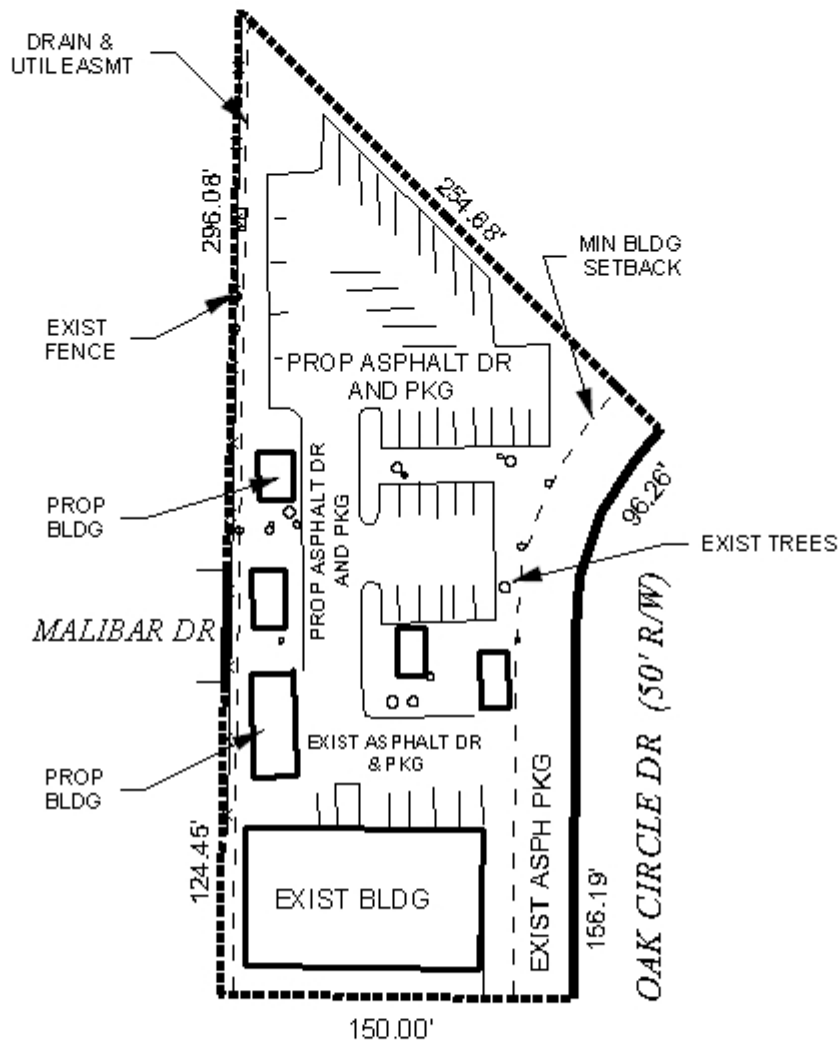 DRAIN &
UTIL EASMT
296.08'
254.68'
MIN BLDG
SETBACK
EXIST
FENCE
PROP ASPHALT DR
AND PKG
PROP
BLDG
PROP ASPHALT DR
AND PKG
96.26'
EXIST TREES
MALIBAR DR
OAK CIRCLE DR (50' R/W)
PROP
BLDG
EXIST ASPHALT DR
& PKG
124.45'
EXIST BLDG
EXIST ASPH PKG
156.19'
150.00'